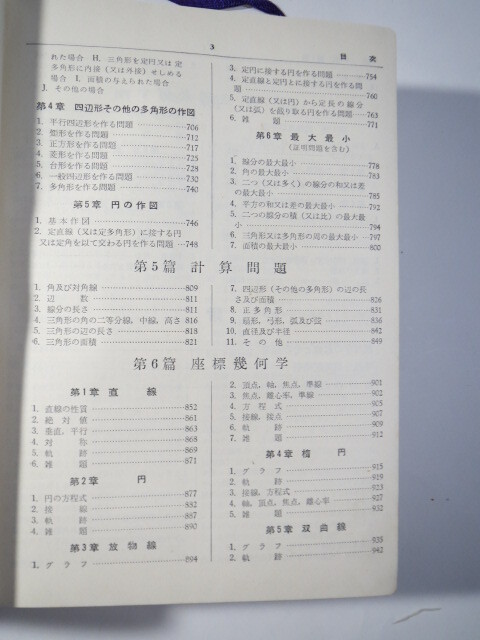 3
目次
れた場合 H. 三角形を定円又は定
多角形に内接(又は外接)せしめる
場合 I. 面積の与えられた場合
J. その他の場合
第4章 四辺形その他の多角形の作図
1. 平行四辺形を作る問題 706
2. 矩形を作る問題 712
3. 正方形を作る問題 717
4. 菱形を作る問題 725
5. 台形を作る問題 728
6. 一般四辺形を作る問題 730
7. 多角形を作る問題 740
第5章 円の作図
1. 基本作図 746
2. 定直線(又は定多角形)に接する円
又は定角を以て交わる円を作る問題 748
3. 定円に接する円を作る問題 754
4. 定直線と定円とに接する円を作る問
題 760
5. 定直線(又は円)から定長の線分
(又は弧)を截り取る円を作る問題 763
6. 雑題 771
第6章 最大最小
(証明問題を含む)
1. 線分の最大最小 778
2. 角の最大最小 783
3. 二つ(又は多く)の線分の和又は差
の最大最小 785
4. 平方の和又は差の最大最小 792
5. 二つの線分の積(又は比)の最大最
小 794
6. 三角形又は多角形の周の最大最小 797
7. 面積の最大最小 800
第5篇 計算問題
1. 角及び対角線 809
2. 辺数 811
3. 線分の長さ 811
4. 三角形の角の二等分線,中線,高さ 816
5. 三角形の辺の長さ 818
6. 三角形の面積 821
7. 四辺形(その他の多角形)の辺の長
さ及び面積 826
8. 正多角形 831
9. 扇形,弓形,弧及び弦 836
10. 直径及び半径 842
11. その他 849
第6篇 座標幾何学
第1章 直線
1. 直線の性質 852
2. 絶対値 861
3. 垂直,平行 863
4. 対称 868
5. 軌跡 869
6. 雑題 871
第2章 円
1. 円の方程式 877
2. 接線 882
3. 軌跡 887
4. 雑題 890
第3章 放物線
1. グラフ 894
2. 頂点,軸,焦点,準線 901
3. 焦点,離心率,準線 902
4. 方程式 905
5. 接線,接点 907
6. 軌跡 909
7. 雑題 912
第4章 楕円
1. グラフ 915
2. 軌跡 919
3. 接線,方程式 923
4. 軸,頂点,焦点,離心率 927
5. 雑題 932
第5章 双曲線
1. グラフ 935
2. 軌跡 942